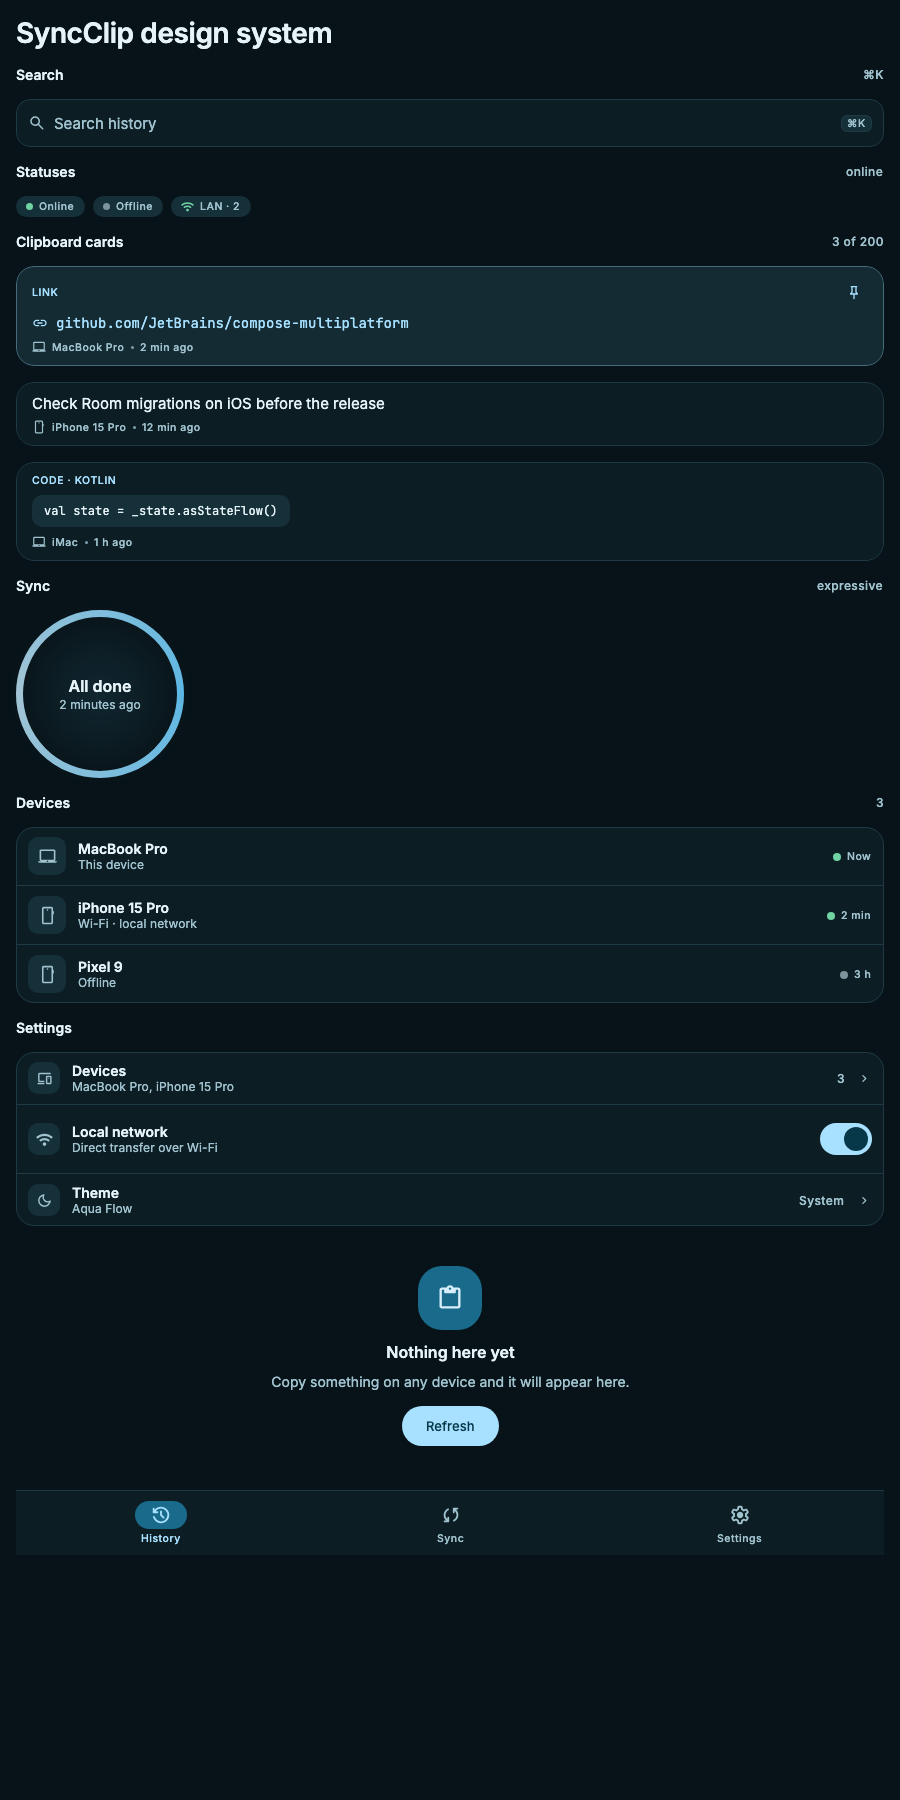 SyncClip design system
Search ⌘K
Search history ⌘K
Statuses online
Online Offline LAN · 2
Clipboard cards 3 of 200
LINK
github.com/JetBrains/compose-multiplatform
MacBook Pro • 2 min ago
Check Room migrations on iOS before the release
iPhone 15 Pro • 12 min ago
CODE · KOTLIN
val state = _state.asStateFlow()
iMac • 1 h ago
Sync expressive
All done
2 minutes ago
Devices 3
MacBook Pro
This device
Now
iPhone 15 Pro
Wi-Fi · local network
2 min
Pixel 9
Offline
3 h
Settings
Devices
MacBook Pro, iPhone 15 Pro
3
Local network
Direct transfer over Wi-Fi
Theme
Aqua Flow
System
Nothing here yet
Copy something on any device and it will appear here.
Refresh
History Sync Settings